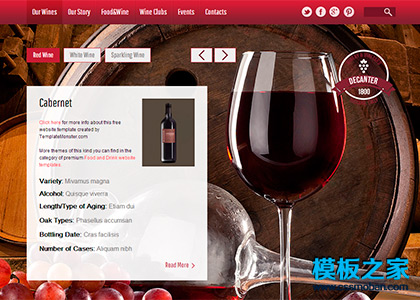 Our Wines Our Story Food&Wine Wine Clubs Events Contacts
Red Wine White Wine Sparkling Wine
DECANTER
1800
Cabernet
Click here for more info about this free
website template created by
TemplateMonster.com
More themes of this kind you can find in the
category of premium Food and Drink website
templates.
Variety: Mivamus magna
Alcohol: Quisque viverra
Length/Type of Aging: Etiam dui
Oak Types: Phasellus accumsan
Bottling Date: Cras facilisis
Number of Cases: Aliquam nibh
Read More
模板之家